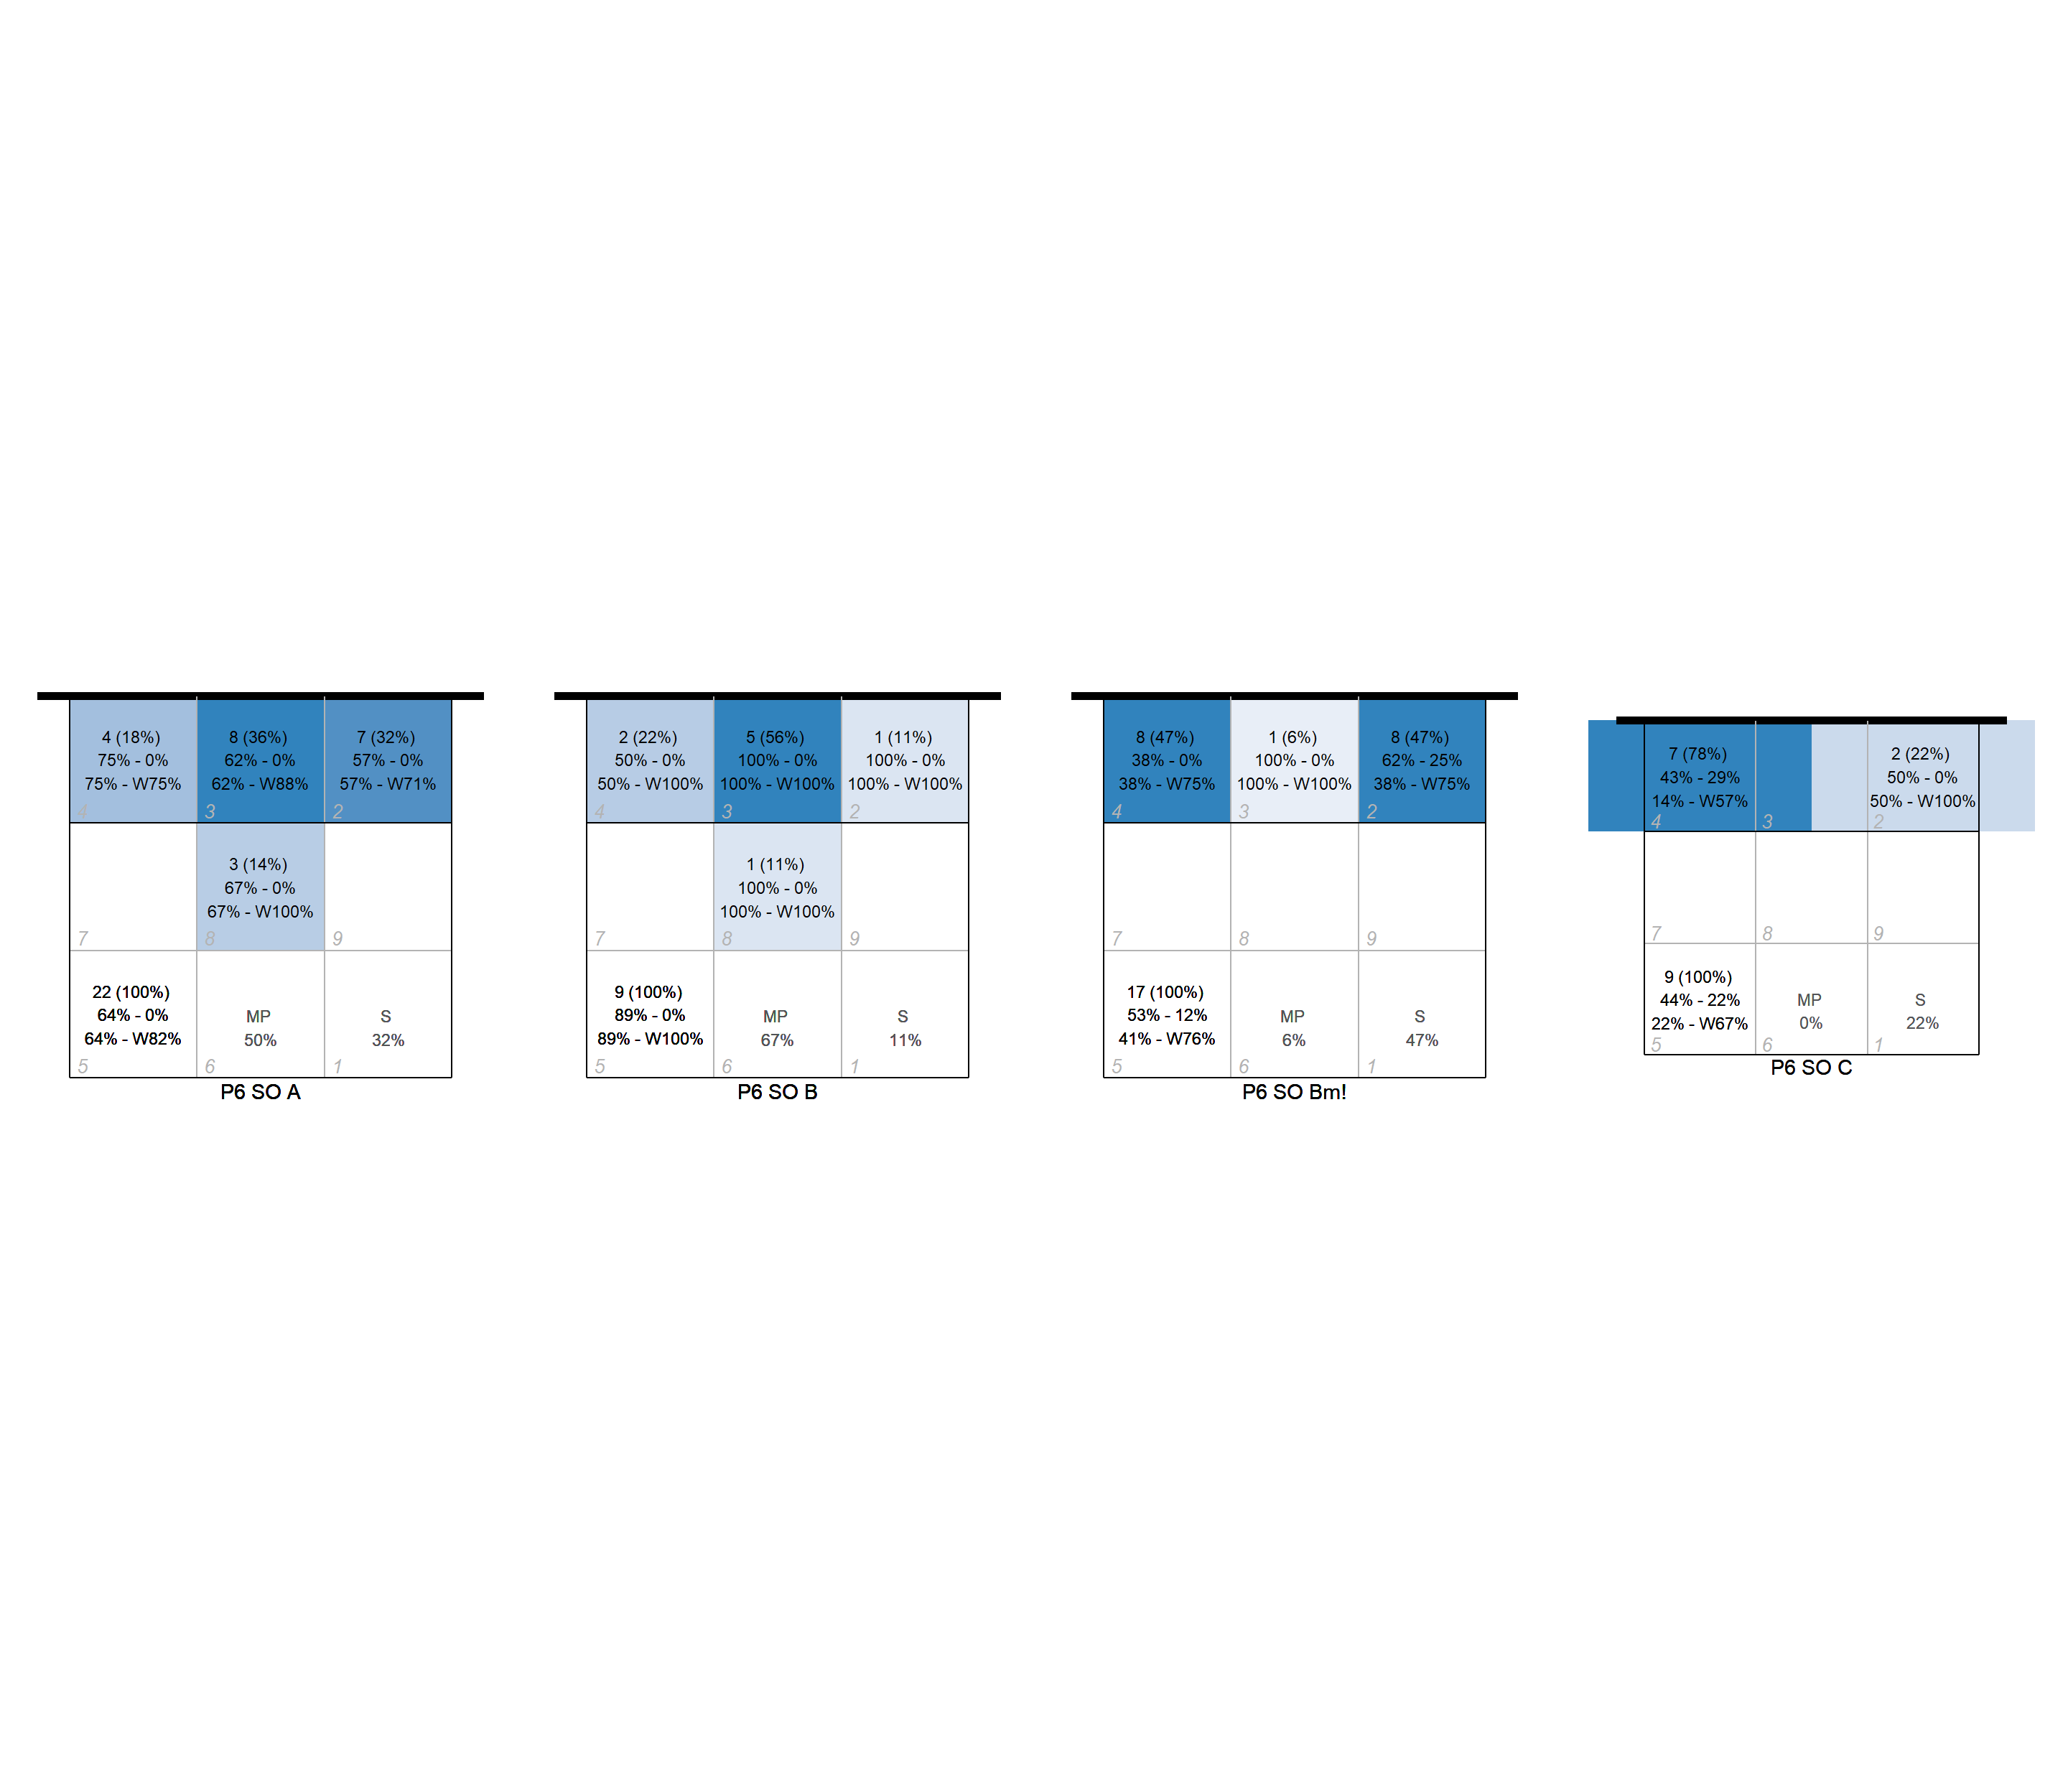 4 (18%)
75% - 0%
75% - W75%
4
8 (36%)
62% - 0%
62% - W88%
3
7 (32%)
57% - 0%
57% - W71%
2
7
3 (14%)
67% - 0%
67% - W100%
8
9
22 (100%)
64% - 0%
64% - W82%
5
MP
50%
6
S
32%
1
P6 SO A
2 (22%)
50% - 0%
50% - W100%
4
5 (56%)
100% - 0%
100% - W100%
3
1 (11%)
100% - 0%
100% - W100%
2
7
1 (11%)
100% - 0%
100% - W100%
8
9
9 (100%)
89% - 0%
89% - W100%
5
MP
67%
6
S
11%
1
P6 SO B
8 (47%)
38% - 0%
38% - W75%
4
1 (6%)
100% - 0%
100% - W100%
3
8 (47%)
62% - 25%
38% - W75%
2
7
8
9
17 (100%)
53% - 12%
41% - W76%
5
MP
6%
6
S
47%
1
P6 SO Bm!
7 (78%)
43% - 29%
14% - W57%
4
3
2 (22%)
50% - 0%
50% - W100%
2
7
8
9
9 (100%)
44% - 22%
22% - W67%
5
MP
0%
6
S
22%
1
P6 SO C